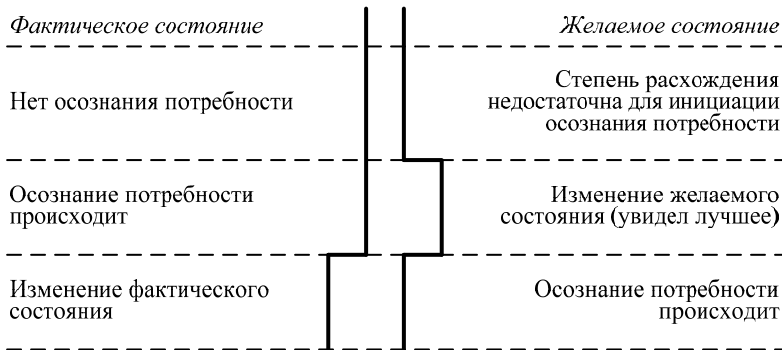 Фактическое состояние
Желаемое состояние
Нет осознания потребности
Степень расхождения
недостаточна для инициации
осознания потребности
Осознание потребности
происходит
Изменение желаемого
состояния (увидел лучшее)
Изменение фактического
состояния
Осознание потребности
происходит